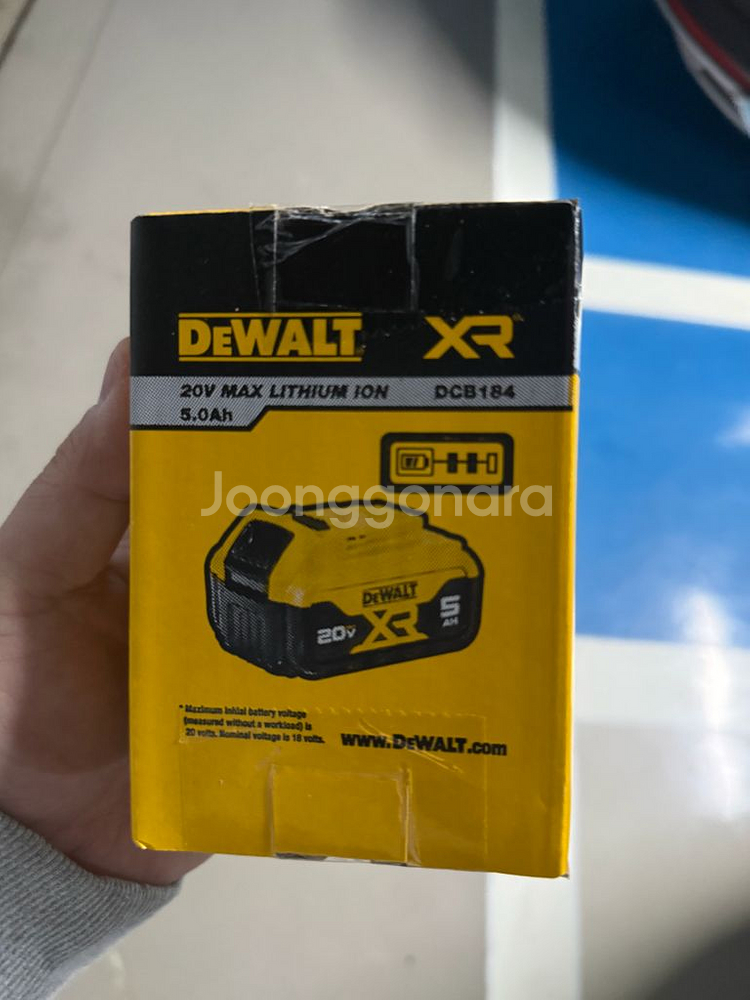 DEWALT XR
20V MAX LITHIUM ION DCB184
5.0Ah
Joonggonara
DEWALT
20V XR 5 AH
* Maximum initial battery voltage
(measured without a workload) is
20 volts. Nominal voltage is 18 volts.
www.DEWALT.com